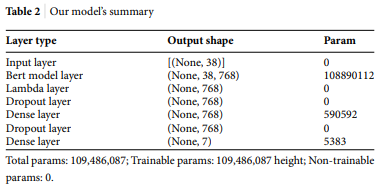 Table 2 | Our model's summary
Layer type Output shape Param
Input layer [(None, 38)] 0
Bert model layer (None, 38, 768) 108890112
Lambda layer (None, 768) 0
Dropout layer (None, 768) 0
Dense layer (None, 768) 590592
Dropout layer (None, 768) 0
Dense layer (None, 7) 5383
Total params: 109,486,087; Trainable params: 109,486,087 height; Non-trainable
params: 0.